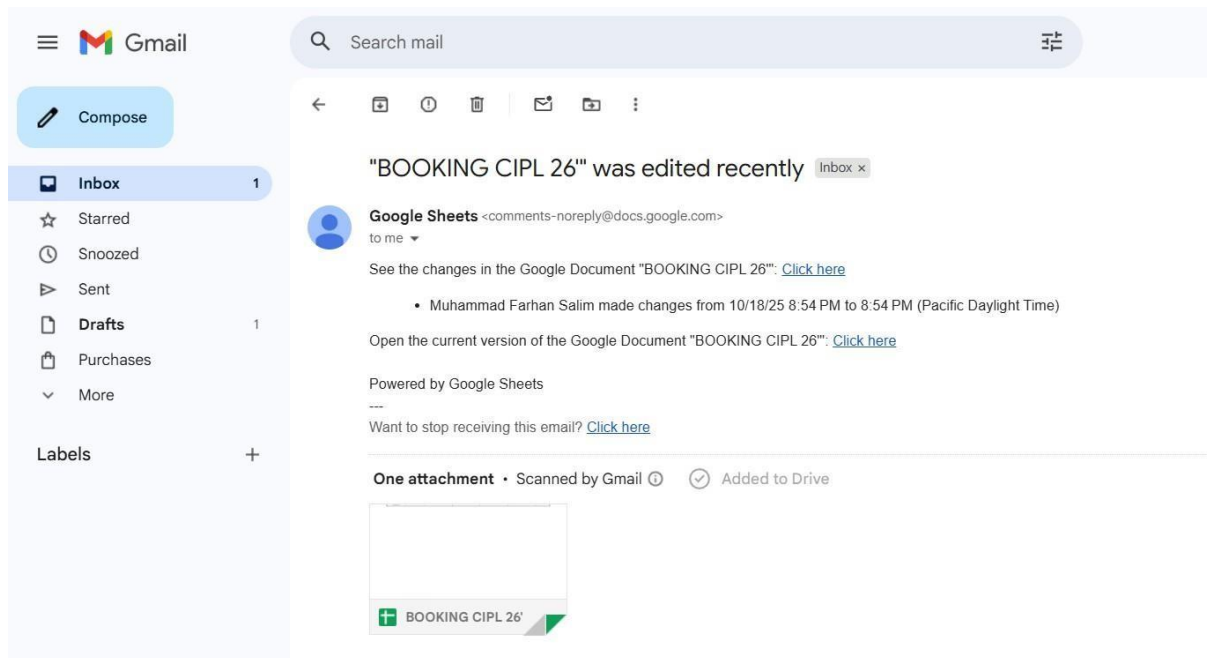 Gmail
Search mail
Compose
Inbox 1
Starred
Snoozed
Sent
Drafts 1
Purchases
More
Labels
"BOOKING CIPL 26'" was edited recently Inbox ×
Google Sheets <comments-noreply@docs.google.com>
to me
See the changes in the Google Document "BOOKING CIPL 26'": Click here
• Muhammad Farhan Salim made changes from 10/18/25 8:54 PM to 8:54 PM (Pacific Daylight Time)
Open the current version of the Google Document "BOOKING CIPL 26'": Click here
Powered by Google Sheets
---
Want to stop receiving this email? Click here
One attachment • Scanned by Gmail Added to Drive
BOOKING CIPL 26'